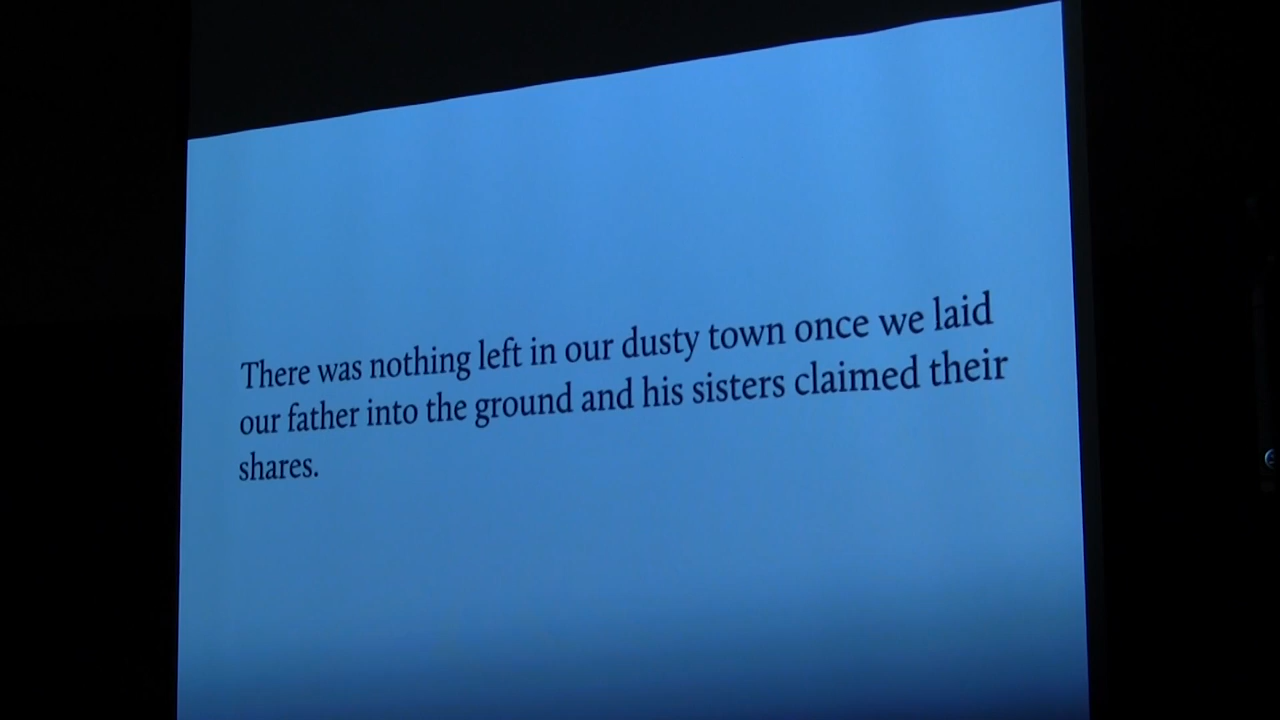 There was nothing left in our dusty town once we laid
our father into the ground and his sisters claimed their
shares.